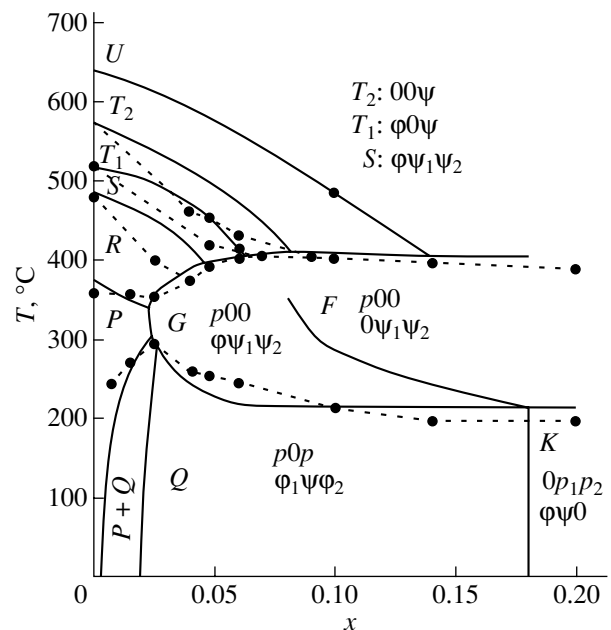 700
U
600
T₂
T₂: 00ψ
T₁: φ0ψ
S: φψ₁ψ₂
T₁
500
S
R
400
T, °C
300
P
G
p00
φψ₁ψ₂
F
p00
0ψ₁ψ₂
200
100
P + Q
Q
p0p
φ₁ψφ₂
K
0p₁p₂
φψ0
0
0.05
0.10
0.15
0.20
x